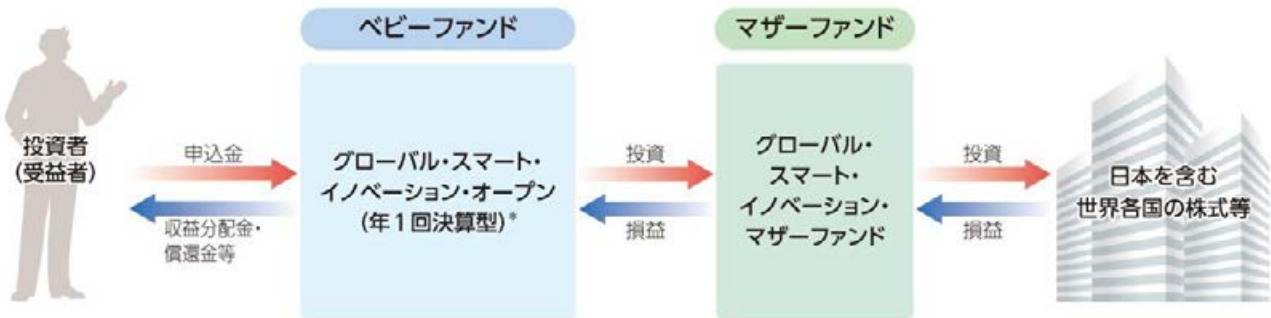 ベビーファンド
マザーファンド
投資者
(受益者)
申込金
収益分配金・
償還金等
グローバル・スマート・
イノベーション・オープン
(年1回決算型)*
投資
損益
グローバル・
スマート・
イノベーション・
マザーファンド
投資
損益
日本を含む
世界各国の株式等